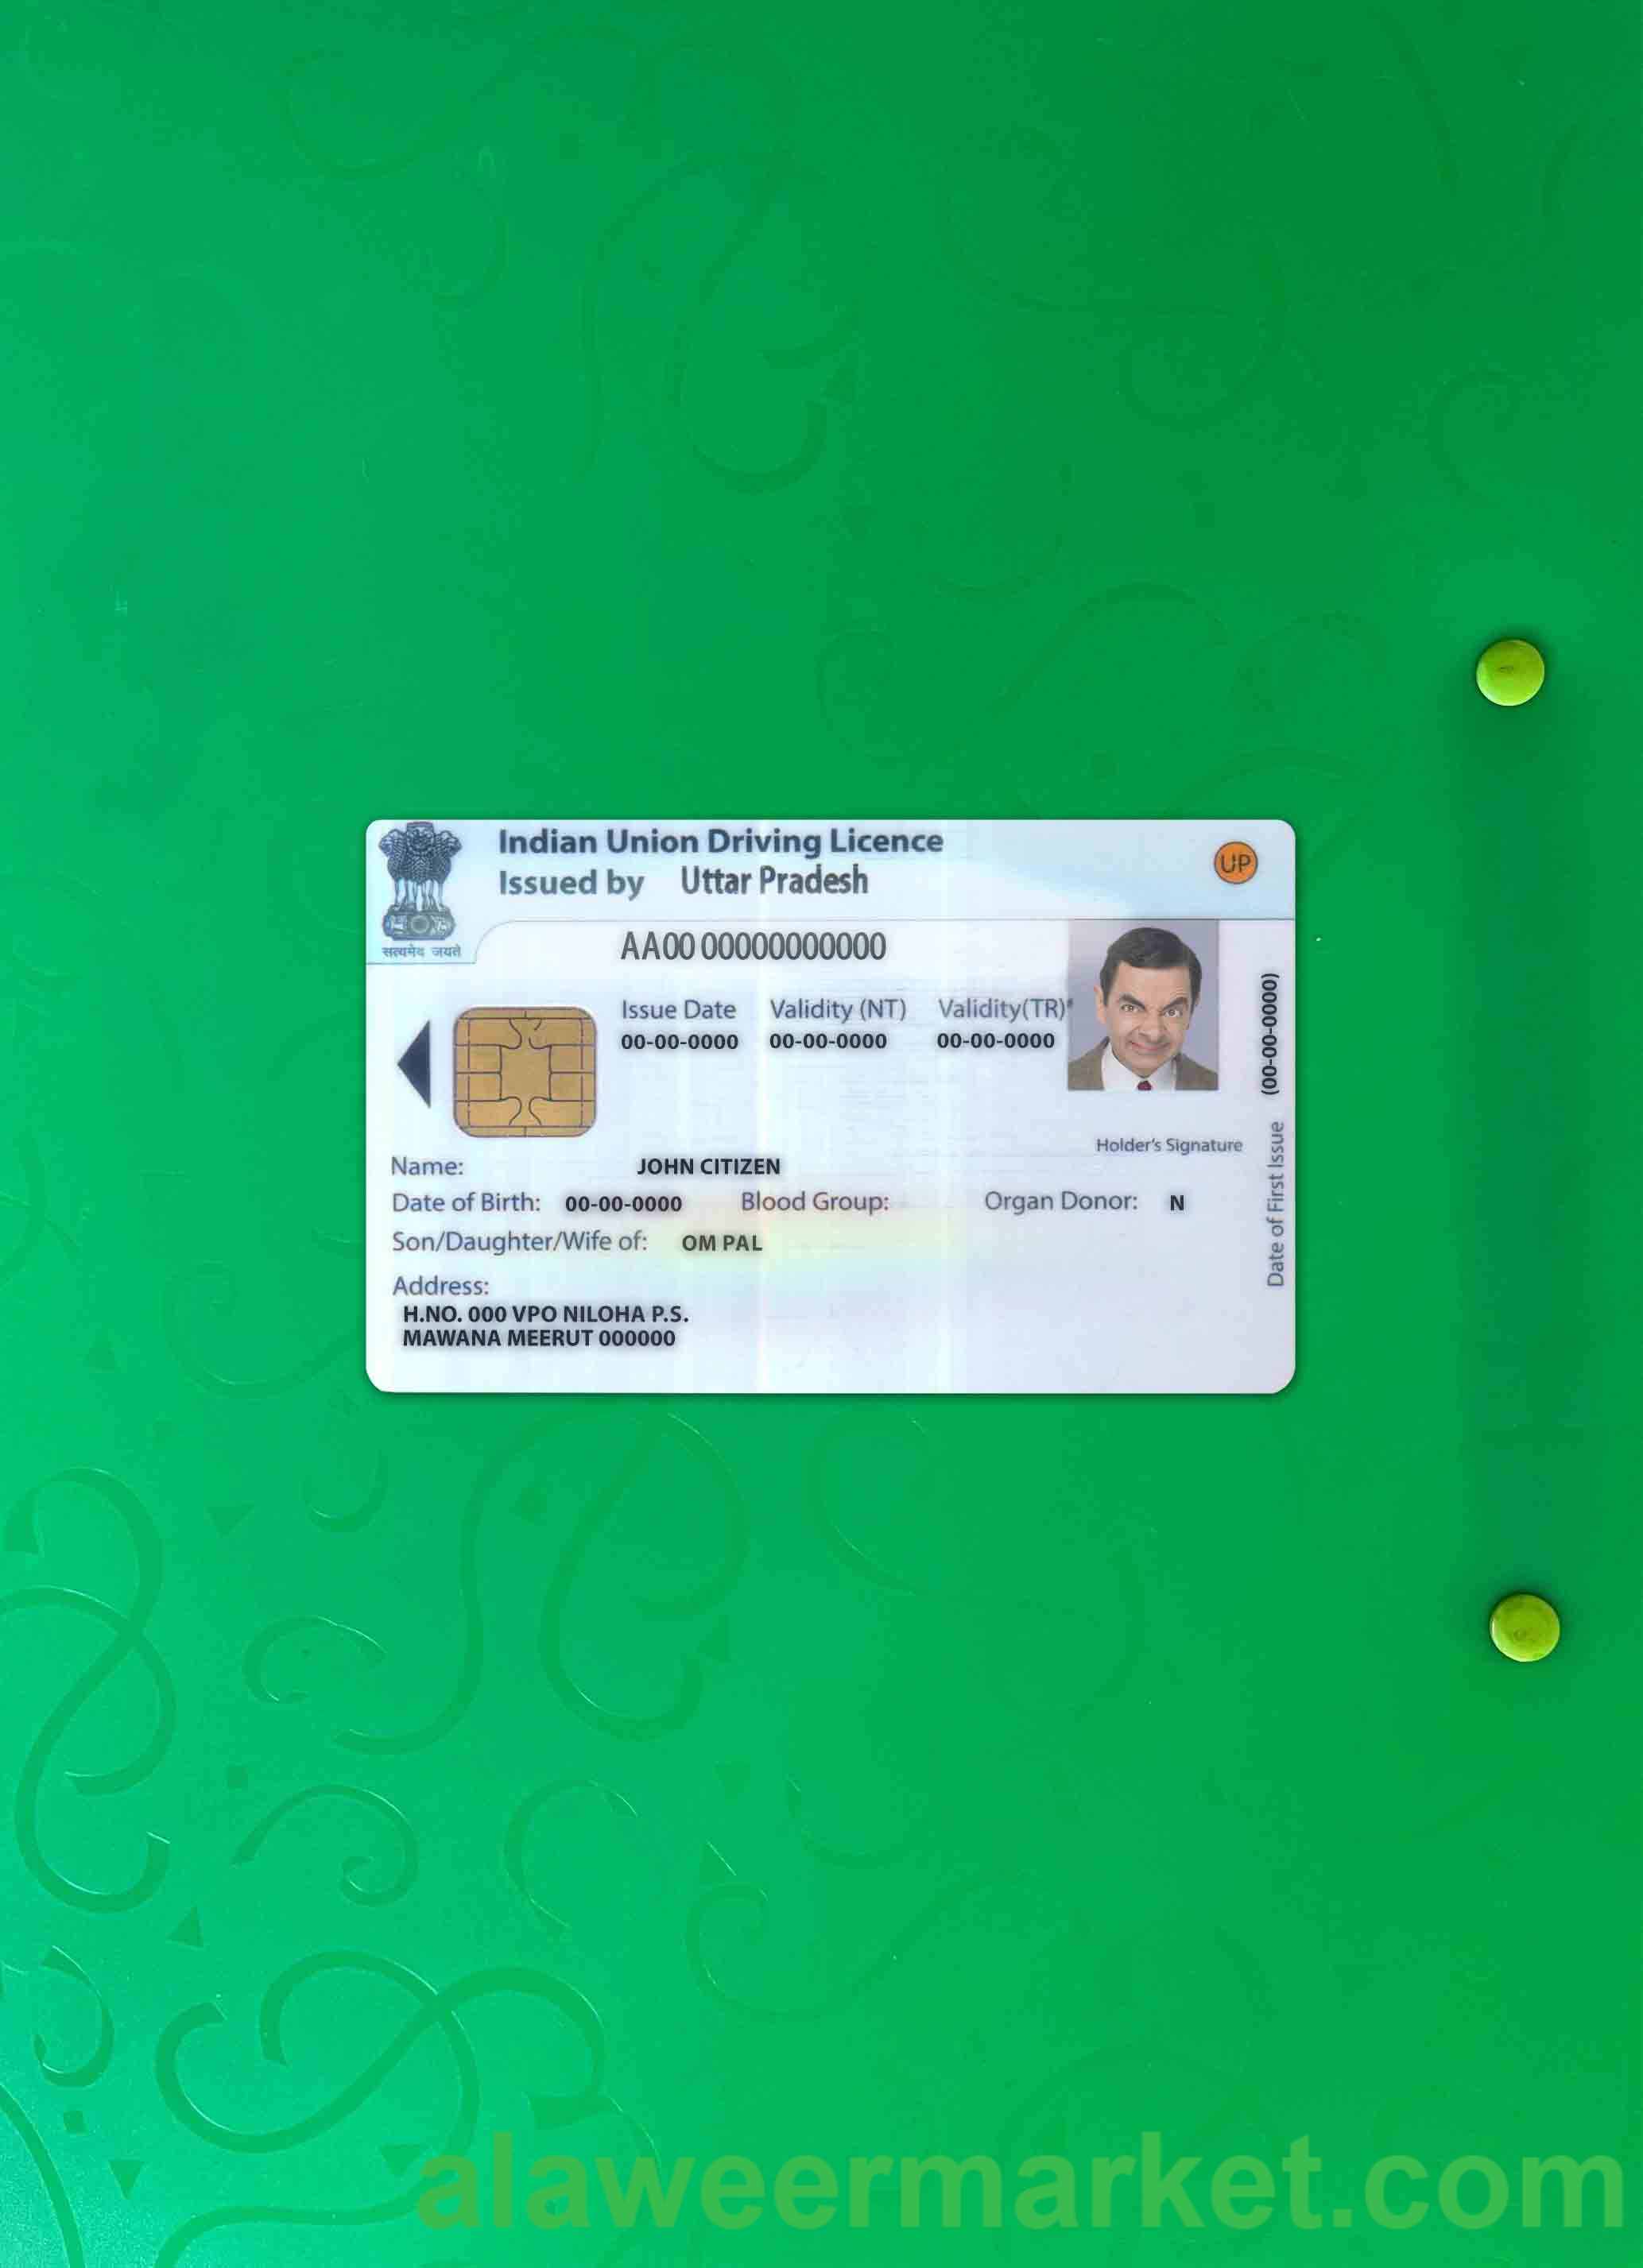 Indian Union Driving Licence
Issued by Uttar Pradesh
UP
सत्यमेव जयते
AA00 00000000000
Issue Date Validity (NT) Validity(TR)*
00-00-0000 00-00-0000 00-00-0000
Holder's Signature
Date of First Issue (00-00-0000)
Name: JOHN CITIZEN
Date of Birth: 00-00-0000 Blood Group: Organ Donor: N
Son/Daughter/Wife of: OM PAL
Address:
H.NO. 000 VPO NILOHA P.S.
MAWANA MEERUT 000000
alaweermarket.com